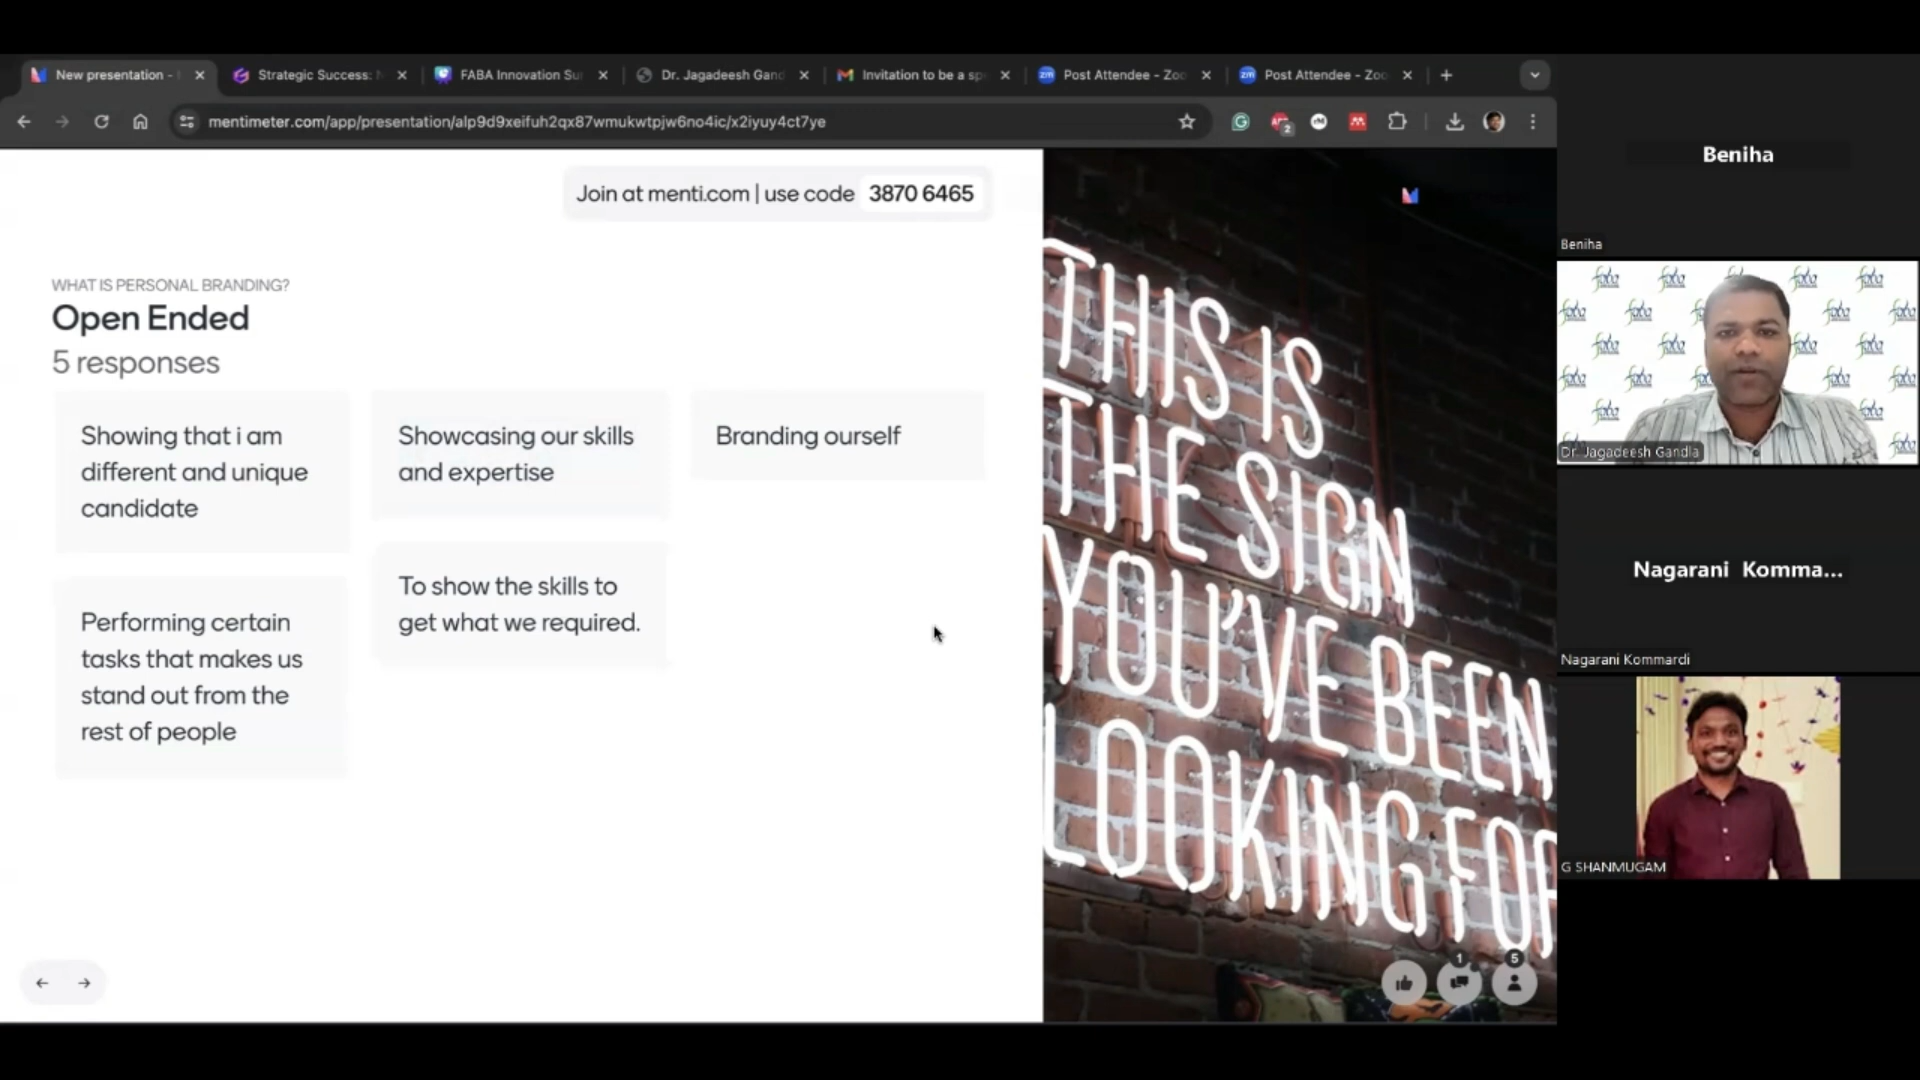 New presentation -
Strategic Success:
FABA Innovation Su
Dr. Jagadeesh Gand
Invitation to be a sp
Post Attendee - Zoo
Post Attendee - Zoo
mentimeter.com/app/presentation/alp9d9xeifuh2qx87wmukwtpjw6no4ic/x2iyuy4ct7ye
2
Join at menti.com | use code 3870 6465
WHAT IS PERSONAL BRANDING?
Open Ended
5 responses
Showing that i am
different and unique
candidate
Showcasing our skills
and expertise
Branding ourself
Performing certain
tasks that makes us
stand out from the
rest of people
To show the skills to
get what we required.
THIS IS
THE SIGN
YOU'VE BEEN
LOOKING FOR
1
5
Beniha
Beniha
faba
Dr. Jagadeesh Gandla
Nagarani Komma...
Nagarani Kommardi
G SHANMUGAM